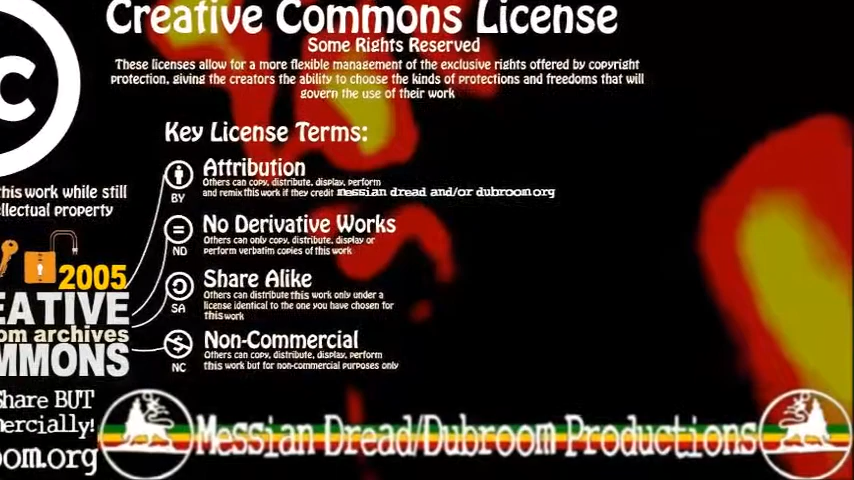 Creative Commons License
Some Rights Reserved
These licenses allow for a more flexible management of the exclusive rights offered by copyright
protection, giving the creators the ability to choose the kinds of protections and freedoms that will
govern the use of their work
Key License Terms:
Attribution
Others can copy, distribute, display, perform
and remix this work if they credit messian dread and/or dubroom.org
BY
No Derivative Works
Others can only copy, distribute, display or
perform verbatim copies of this work
ND
Share Alike
Others can distribute this work only under a
license identical to the one you have chosen for
this work
SA
Non-Commercial
Others can copy, distribute, display, perform
this work but for non-commercial purposes only
NC
C
this work while still
ellectual property
2005
EATIVE
om archives
MMONS
Share BUT
ercially!
oom.org
Messian Dread/Dubroom Productions